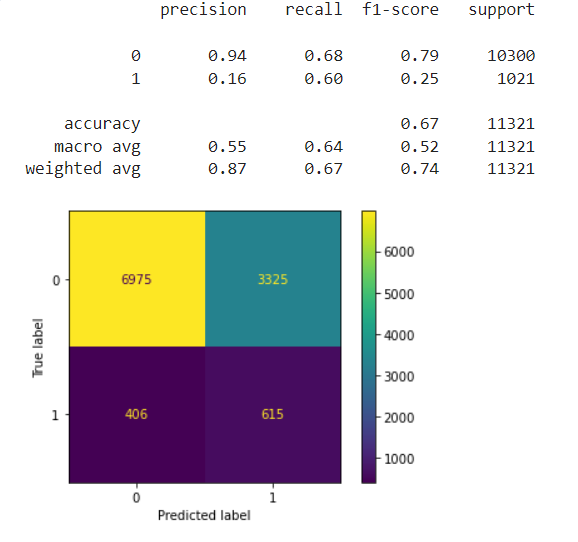 precision recall f1-score support
0 0.94 0.68 0.79 10300
1 0.16 0.60 0.25 1021
accuracy 0.67 11321
macro avg 0.55 0.64 0.52 11321
weighted avg 0.87 0.67 0.74 11321
0 6975 3325
1 406 615
True label
0 1
Predicted label
6000
5000
4000
3000
2000
1000